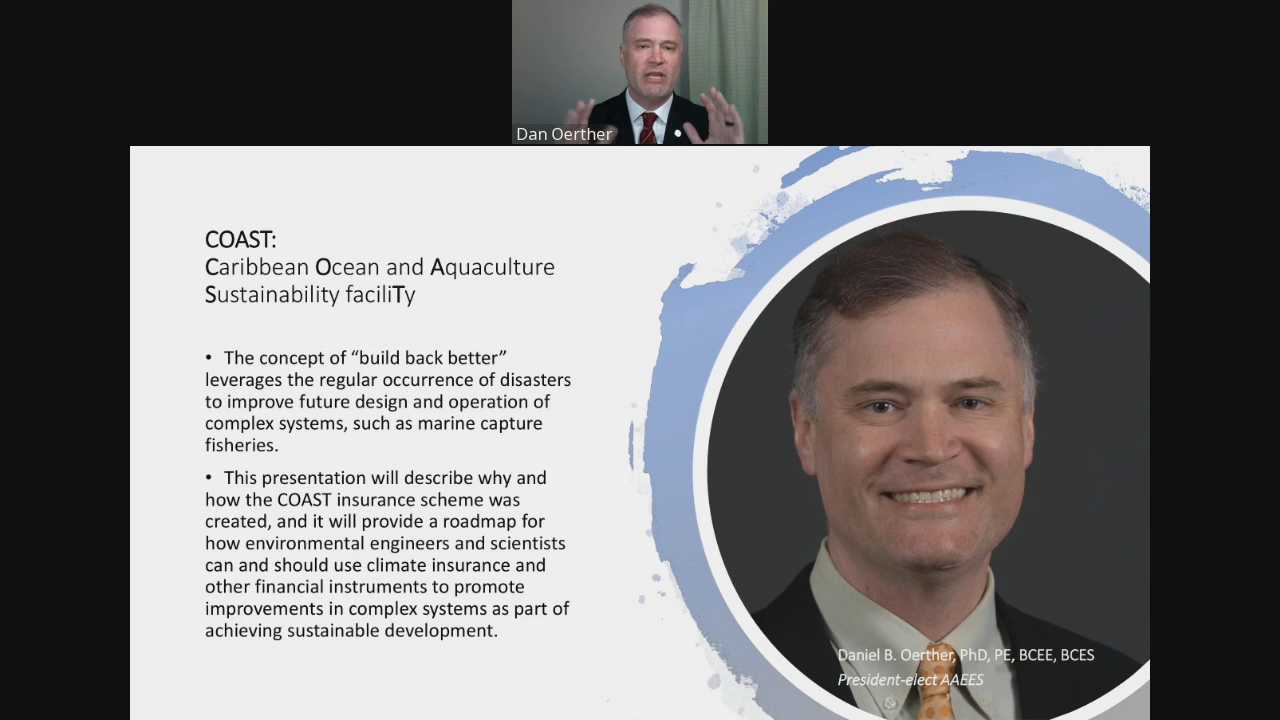 Dan Oerther
COAST:
Caribbean Ocean and Aquaculture
Sustainability faciliTy
• The concept of “build back better”
leverages the regular occurrence of disasters
to improve future design and operation of
complex systems, such as marine capture
fisheries.
• This presentation will describe why and
how the COAST insurance scheme was
created, and it will provide a roadmap for
how environmental engineers and scientists
can and should use climate insurance and
other financial instruments to promote
improvements in complex systems as part of
achieving sustainable development.
Daniel B. Oerther, PhD, PE, BCEE, BCES
President-elect AAEES